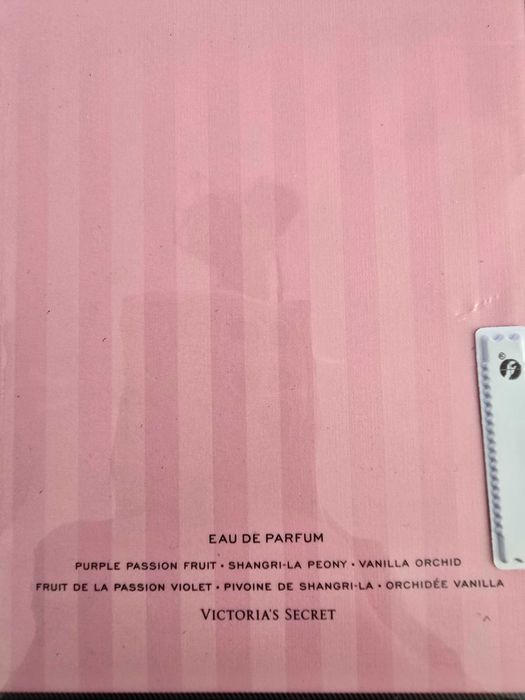 EAU DE PARFUM
PURPLE PASSION FRUIT • SHANGRI-LA PEONY • VANILLA ORCHID
FRUIT DE LA PASSION VIOLET • PIVOINE DE SHANGRI-LA • ORCHIDÉE VANILLA
VICTORIA'S SECRET